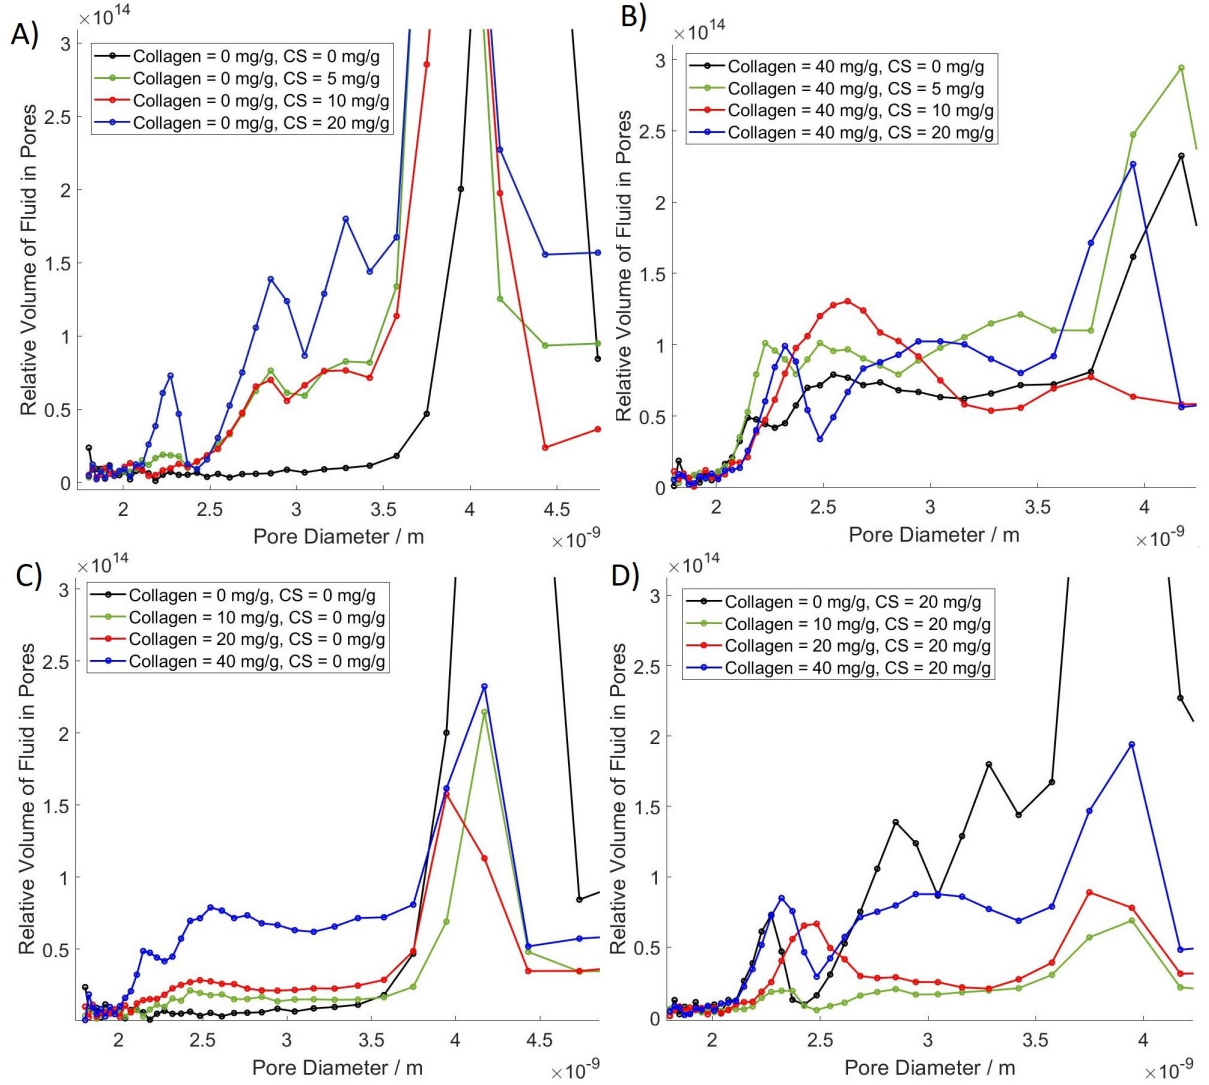 A)
×10^14
Collagen = 0 mg/g, CS = 0 mg/g
Collagen = 0 mg/g, CS = 5 mg/g
Collagen = 0 mg/g, CS = 10 mg/g
Collagen = 0 mg/g, CS = 20 mg/g
Relative Volume of Fluid in Pores
3
2.5
2
1.5
1
0.5
0
2
2.5
3
3.5
4
4.5
Pore Diameter / m
×10^-9
B)
×10^14
Collagen = 40 mg/g, CS = 0 mg/g
Collagen = 40 mg/g, CS = 5 mg/g
Collagen = 40 mg/g, CS = 10 mg/g
Collagen = 40 mg/g, CS = 20 mg/g
Relative Volume of Fluid in Pores
3
2.5
2
1.5
1
0.5
0
2
2.5
3
3.5
4
Pore Diameter / m
×10^-9
C)
×10^14
Collagen = 0 mg/g, CS = 0 mg/g
Collagen = 10 mg/g, CS = 0 mg/g
Collagen = 20 mg/g, CS = 0 mg/g
Collagen = 40 mg/g, CS = 0 mg/g
Relative Volume of Fluid in Pores
3
2.5
2
1.5
1
0.5
2
2.5
3
3.5
4
4.5
Pore Diameter / m
×10^-9
D)
×10^14
Collagen = 0 mg/g, CS = 20 mg/g
Collagen = 10 mg/g, CS = 20 mg/g
Collagen = 20 mg/g, CS = 20 mg/g
Collagen = 40 mg/g, CS = 20 mg/g
Relative Volume of Fluid in Pores
3
2.5
2
1.5
1
0.5
0
2
2.5
3
3.5
4
Pore Diameter / m
×10^-9